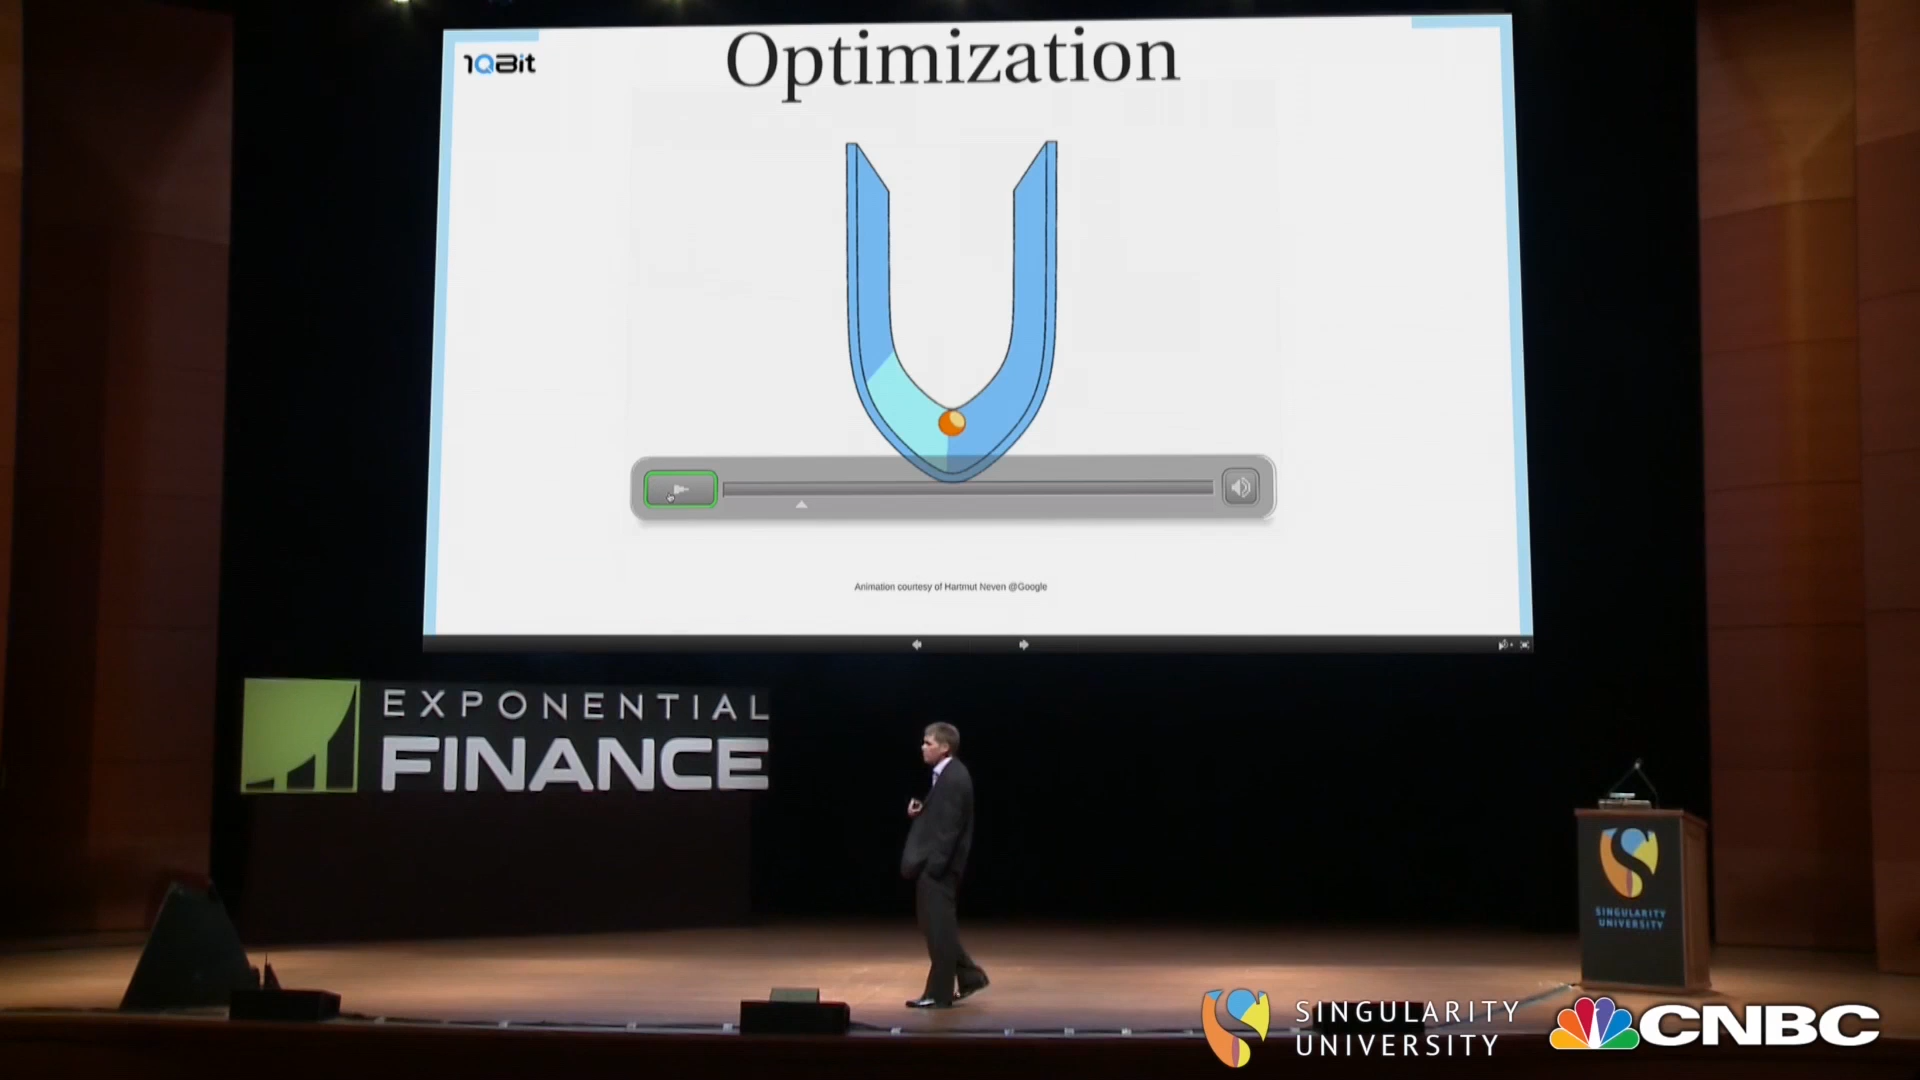 1QBit
Optimization
Animation courtesy of Hartmut Neven @Google
EXPONENTIAL
FINANCE
SINGULARITY
UNIVERSITY
SINGULARITY
UNIVERSITY
CNBC